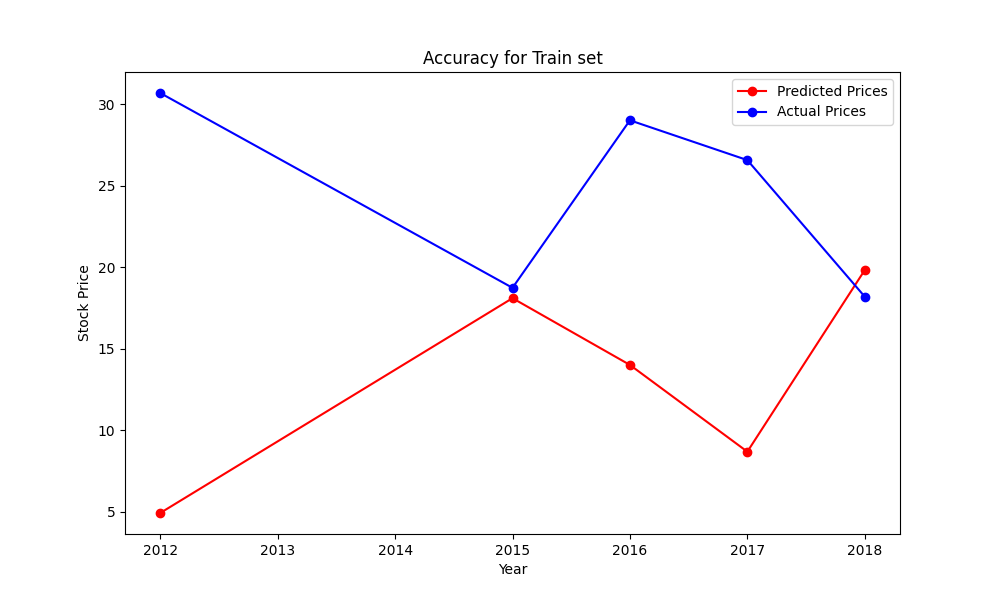 Accuracy for Train set
Predicted Prices
Actual Prices
30
25
20
15
10
5
Stock Price
2012 2013 2014 2015 2016 2017 2018
Year